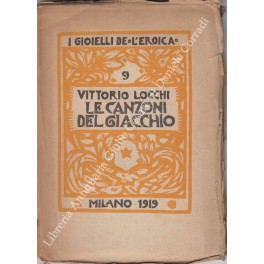 I GIOIELLI DE "L'EROICA"
9
VITTORIO LOCCHI
LE CANZONI
DEL GIACCHIO
MILANO 1919